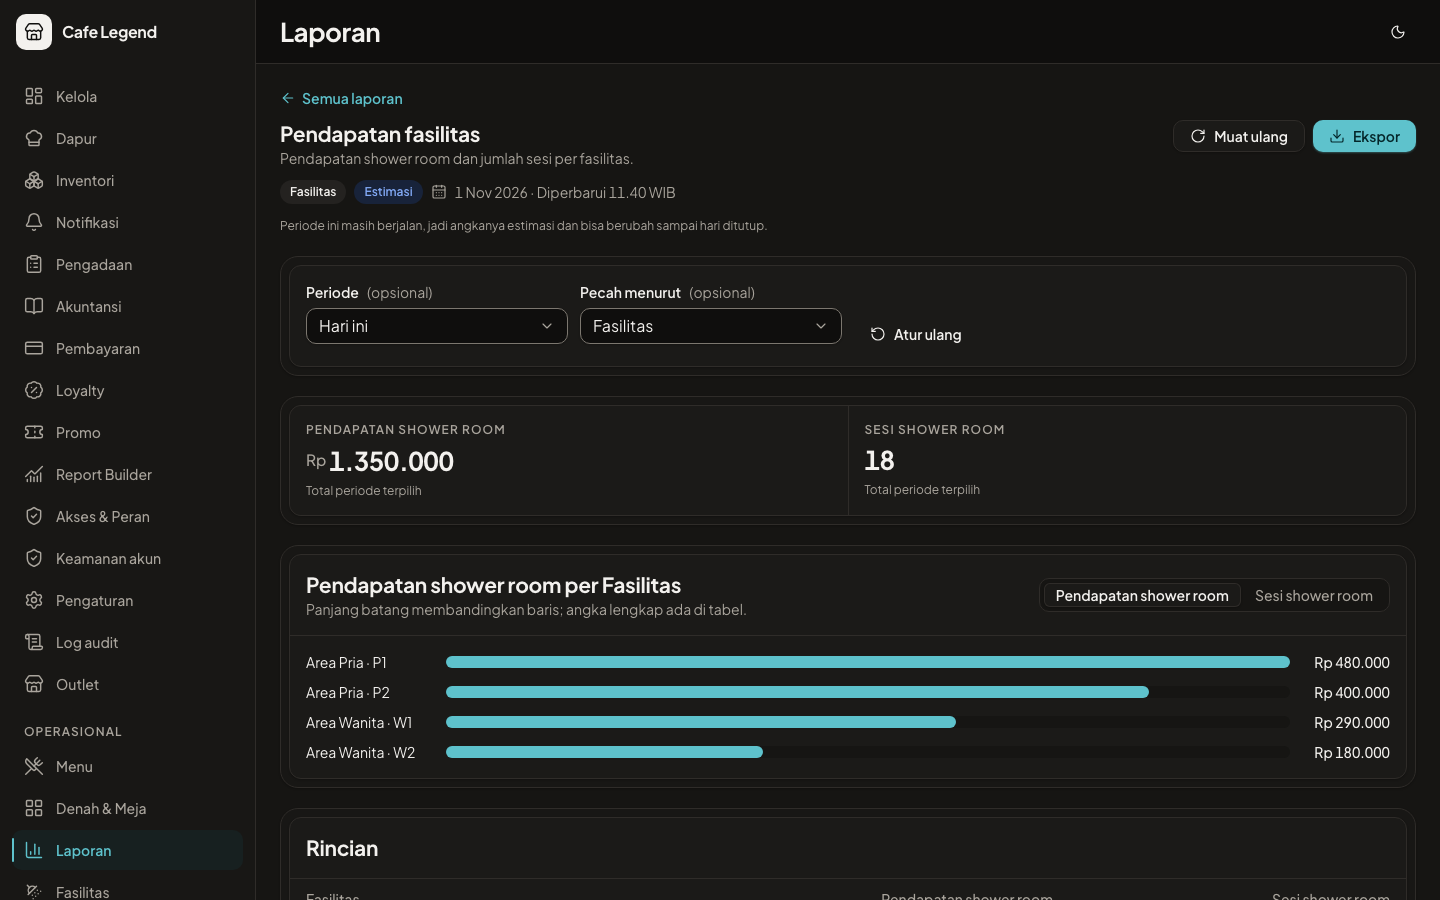 Cafe Legend
Kelola
Dapur
Inventori
Notifikasi
Pengadaan
Akuntansi
Pembayaran
Loyalty
Promo
Report Builder
Akses & Peran
Keamanan akun
Pengaturan
Log audit
Outlet
OPERASIONAL
Menu
Denah & Meja
Laporan
Fasilitas
Laporan
Semua laporan
Pendapatan fasilitas
Pendapatan shower room dan jumlah sesi per fasilitas.
Muat ulang
Ekspor
Fasilitas Estimasi 1 Nov 2026 · Diperbarui 11.40 WIB
Periode ini masih berjalan, jadi angkanya estimasi dan bisa berubah sampai hari ditutup.
Periode (opsional)
Hari ini
Pecah menurut (opsional)
Fasilitas
Atur ulang
PENDAPATAN SHOWER ROOM
Rp 1.350.000
Total periode terpilih
SESI SHOWER ROOM
18
Total periode terpilih
Pendapatan shower room per Fasilitas
Panjang batang membandingkan baris; angka lengkap ada di tabel.
Pendapatan shower room Sesi shower room
Area Pria · P1 Rp 480.000
Area Pria · P2 Rp 400.000
Area Wanita · W1 Rp 290.000
Area Wanita · W2 Rp 180.000
Rincian
Fasilitas Pendapatan shower room Sesi shower room